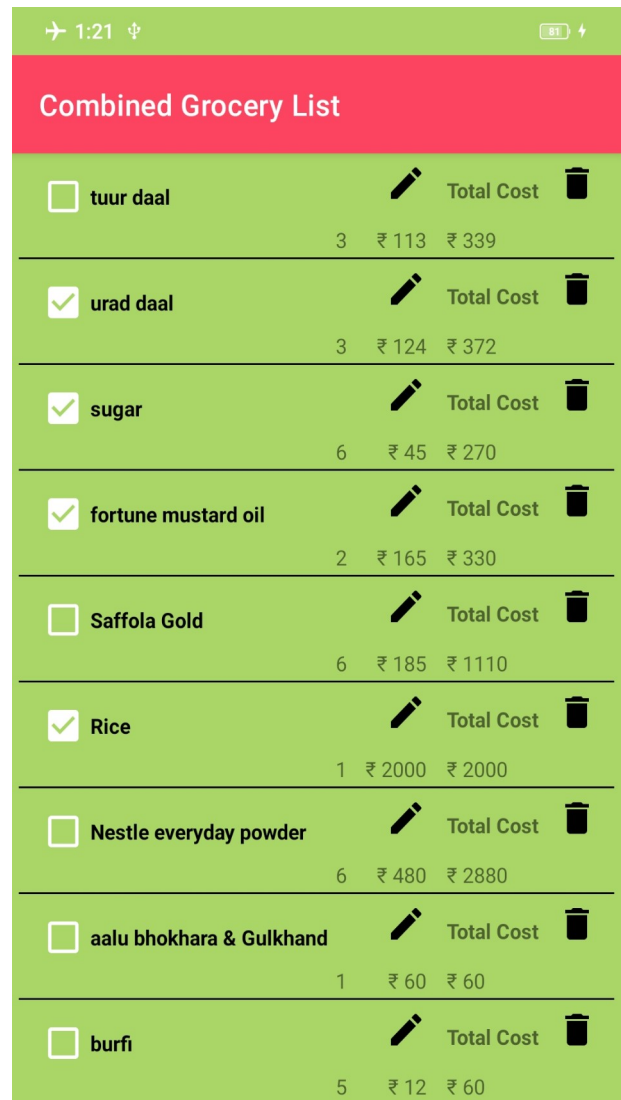 1:21
81
Combined Grocery List
tuur daal Total Cost
3 ₹ 113 ₹ 339
urad daal Total Cost
3 ₹ 124 ₹ 372
sugar Total Cost
6 ₹ 45 ₹ 270
fortune mustard oil Total Cost
2 ₹ 165 ₹ 330
Saffola Gold Total Cost
6 ₹ 185 ₹ 1110
Rice Total Cost
1 ₹ 2000 ₹ 2000
Nestle everyday powder Total Cost
6 ₹ 480 ₹ 2880
aalu bhokhara & Gulkhand Total Cost
1 ₹ 60 ₹ 60
burfi Total Cost
5 ₹ 12 ₹ 60